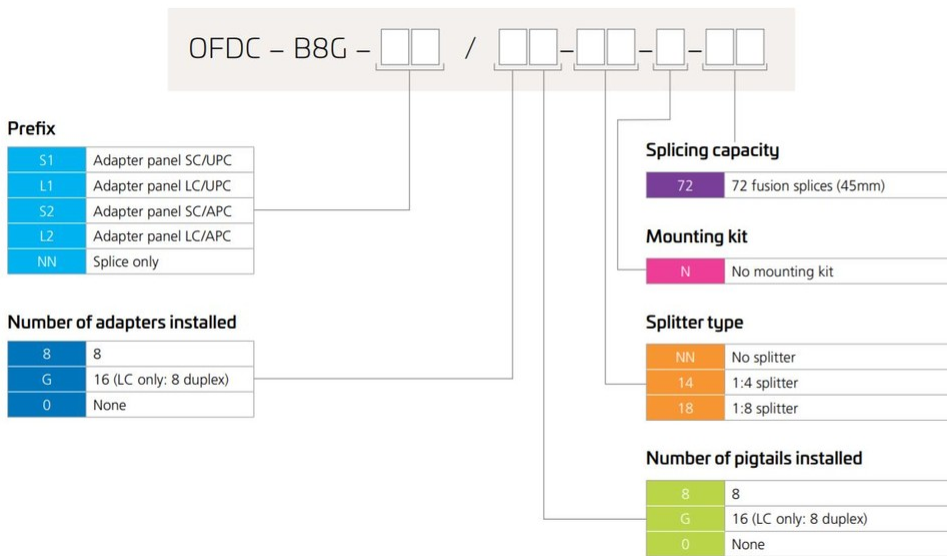 OFDC – B8G – / – – –
Prefix
S1 Adapter panel SC/UPC
L1 Adapter panel LC/UPC
S2 Adapter panel SC/APC
L2 Adapter panel LC/APC
NN Splice only
Number of adapters installed
8 8
G 16 (LC only: 8 duplex)
0 None
Splicing capacity
72 72 fusion splices (45mm)
Mounting kit
N No mounting kit
Splitter type
NN No splitter
14 1:4 splitter
18 1:8 splitter
Number of pigtails installed
8 8
G 16 (LC only: 8 duplex)
0 None